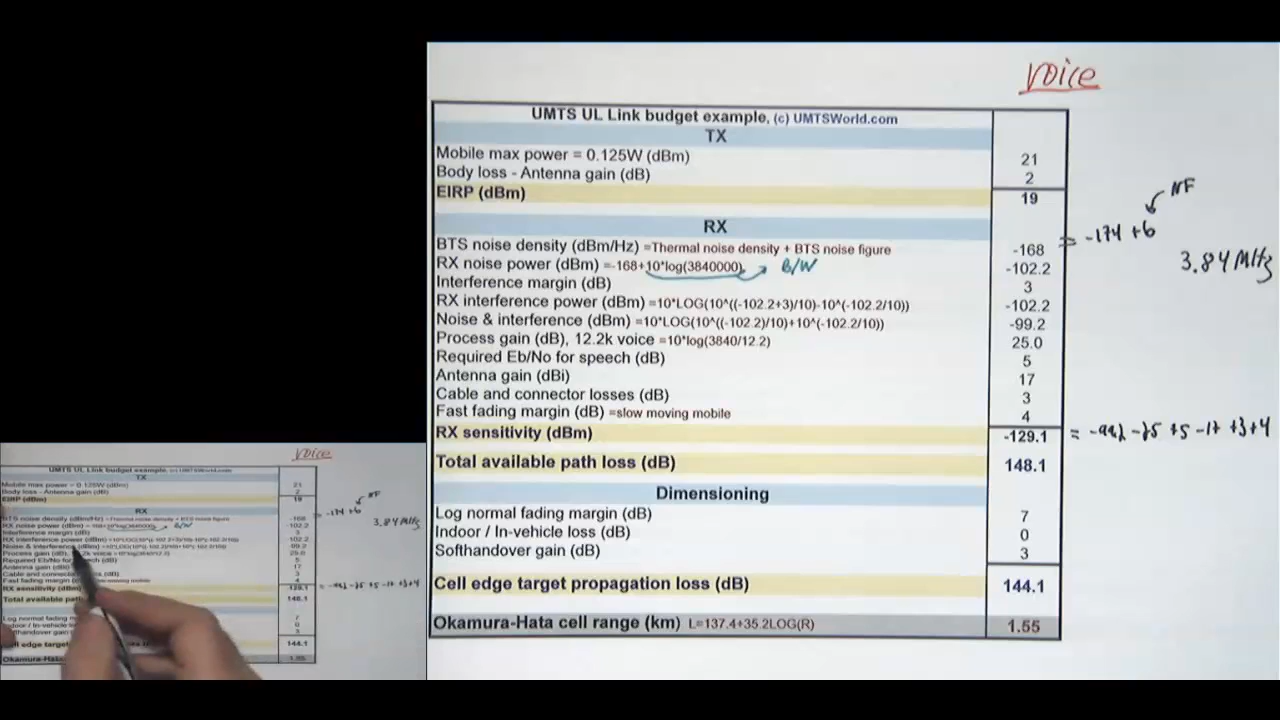 voice
UMTS UL Link budget example, (c) UMTSWorld.com
TX
Mobile max power = 0.125W (dBm) 21
Body loss - Antenna gain (dB) 2
EIRP (dBm) 19
RX
NF
BTS noise density (dBm/Hz) =Thermal noise density + BTS noise figure -168 = -174 +6
RX noise power (dBm) =-168+10*log(3840000) B/W -102.2 3.84 MHz
Interference margin (dB) 3
RX interference power (dBm) =10*LOG(10^((-102.2+3)/10)-10^(-102.2/10)) -102.2
Noise & interference (dBm) =10*LOG(10^((-102.2)/10)+10^(-102.2/10)) -99.2
Process gain (dB), 12.2k voice =10*log(3840/12.2) 25.0
Required Eb/No for speech (dB) 5
Antenna gain (dBi) 17
Cable and connector losses (dB) 3
Fast fading margin (dB) =slow moving mobile 4
RX sensitivity (dBm) -129.1 = -99.2 -25 +5 -17 +3+4
Total available path loss (dB) 148.1
Dimensioning
Log normal fading margin (dB) 7
Indoor / In-vehicle loss (dB) 0
Softhandover gain (dB) 3
Cell edge target propagation loss (dB) 144.1
Okamura-Hata cell range (km) L=137.4+35.2LOG(R) 1.55